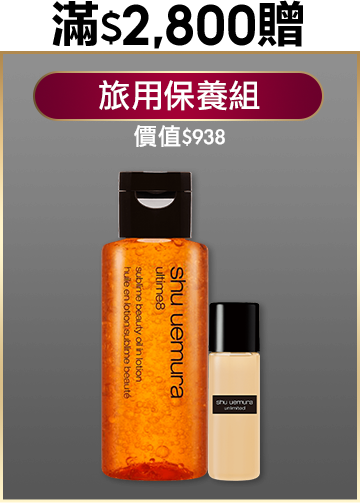 滿$2,800贈
旅用保養組
價值$938
shu uemura
ultime8
sublime beauty oil in lotion
huile en lotion sublime beauté
shu uemura
unlimited